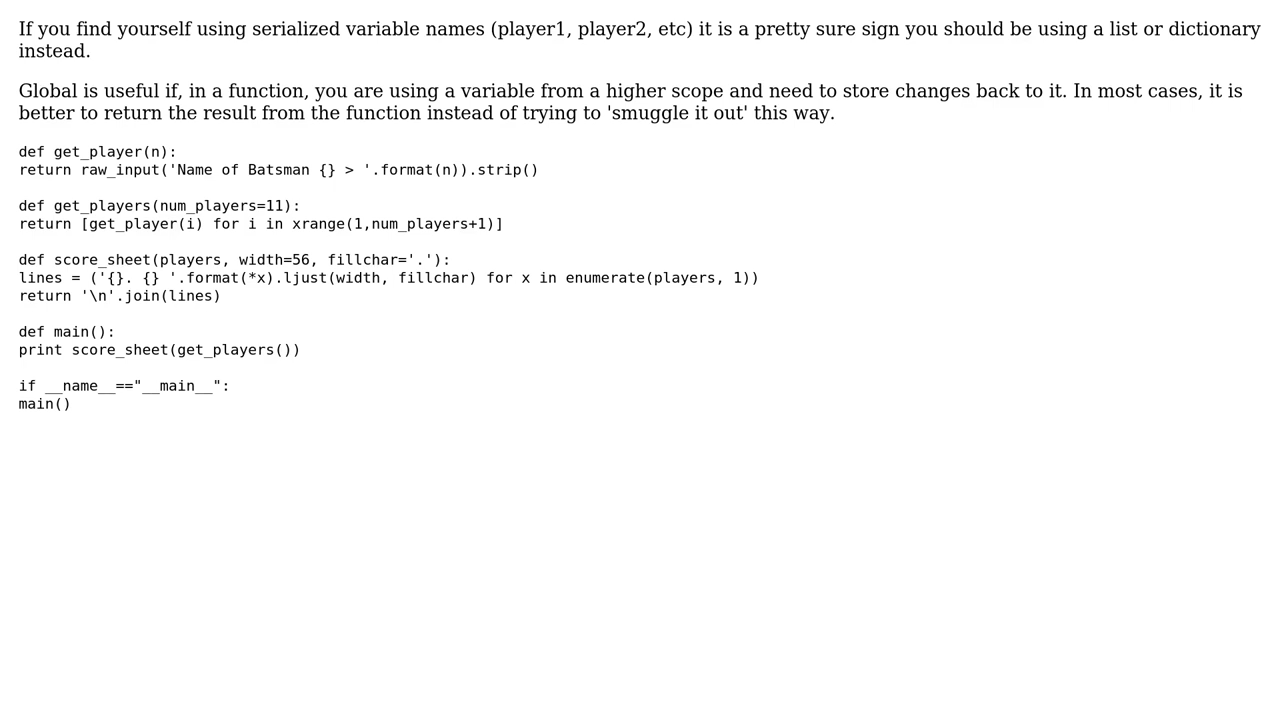 If you find yourself using serialized variable names (player1, player2, etc) it is a pretty sure sign you should be using a list or dictionary
instead.
Global is useful if, in a function, you are using a variable from a higher scope and need to store changes back to it. In most cases, it is
better to return the result from the function instead of trying to 'smuggle it out' this way.
def get_player(n):
return raw_input('Name of Batsman {} > '.format(n)).strip()
def get_players(num_players=11):
return [get_player(i) for i in xrange(1,num_players+1)]
def score_sheet(players, width=56, fillchar='.'):
lines = ('{}. {} '.format(*x).ljust(width, fillchar) for x in enumerate(players, 1))
return '\n'.join(lines)
def main():
print score_sheet(get_players())
if __name__=="__main__":
main()